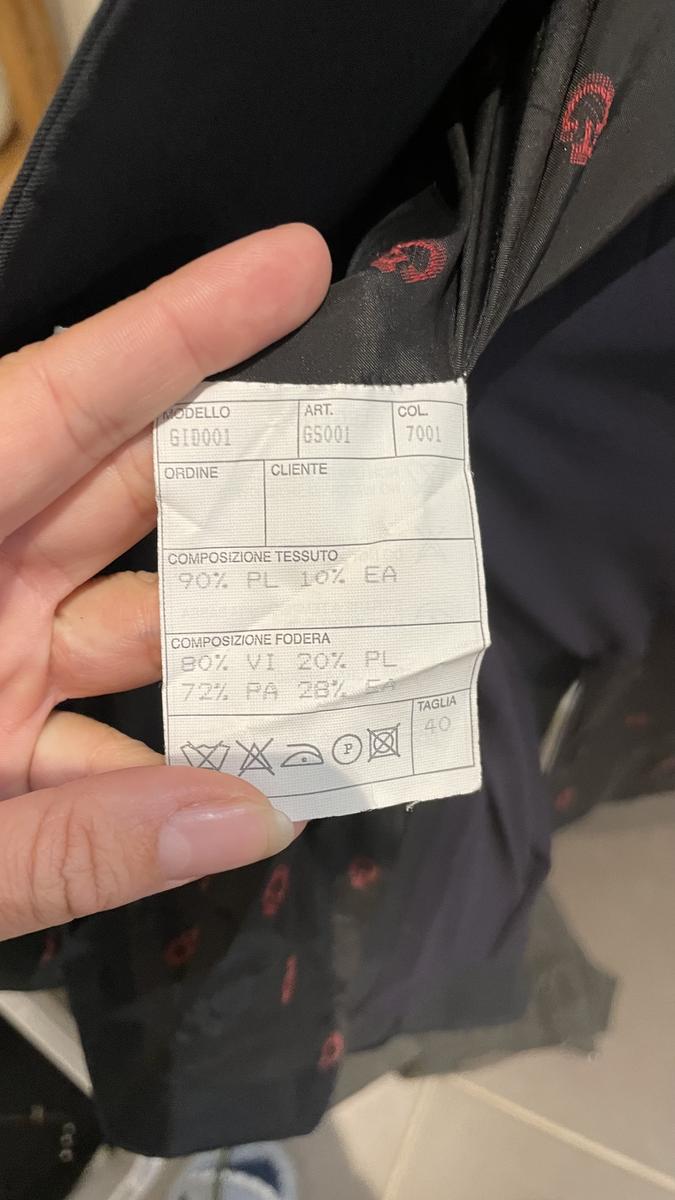 MODELLO ART. COL.
GID001 GS001 7001
ORDINE CLIENTE
COMPOSIZIONE TESSUTO
90% PL 10% EA
COMPOSIZIONE FODERA
80% VI 20% PL
72% PA 28% EA
TAGLIA
40
P